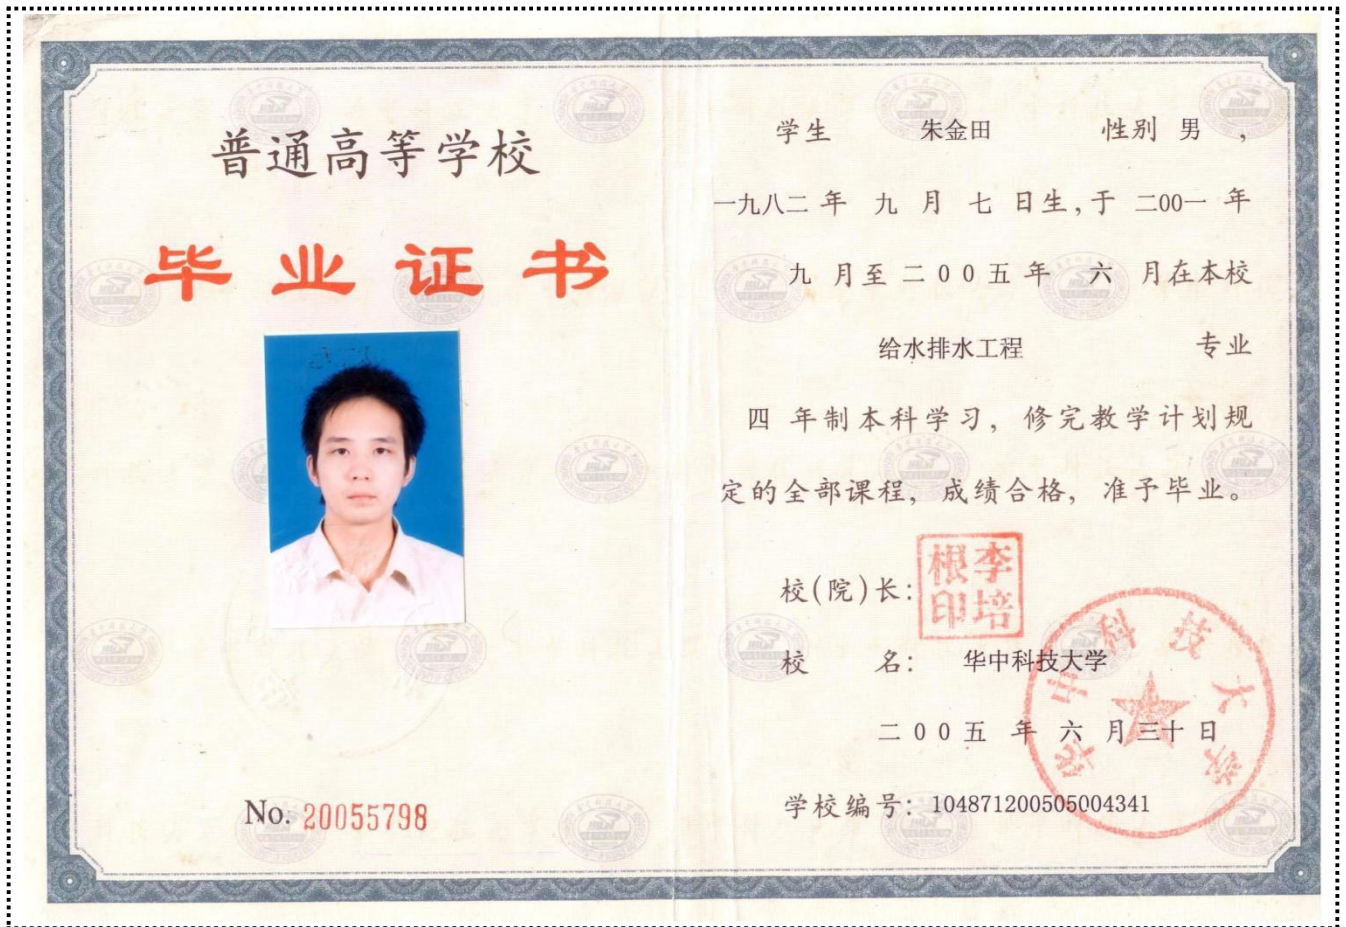 普通高等学校
毕业证书
No. 20055798
学生 朱金田 性别 男 ,
一九八二 年 九 月 七 日生,于 二00一 年
九 月至 二 0 0 五 年 六 月在本校
给水排水工程 专业
四 年制本科学习, 修完教学计划规
定的全部课程, 成绩合格, 准予毕业。
校(院)长: 李培根印
校 名: 华中科技大学
二 0 0 五 年 六 月三十日
学校编号: 104871200505004341
华中科技大学